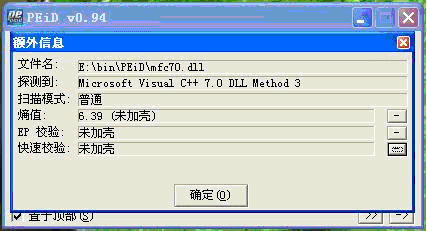 PEiD v0.94
额外信息
文件名: E:\bin\PEiD\mfc70.dll
探测到: Microsoft Visual C++ 7.0 DLL Method 3
扫描模式: 普通
熵值: 6.39 (未加壳)
EP 校验: 未加壳
快速校验: 未加壳
确定(O)
置于顶部(S) >> ->